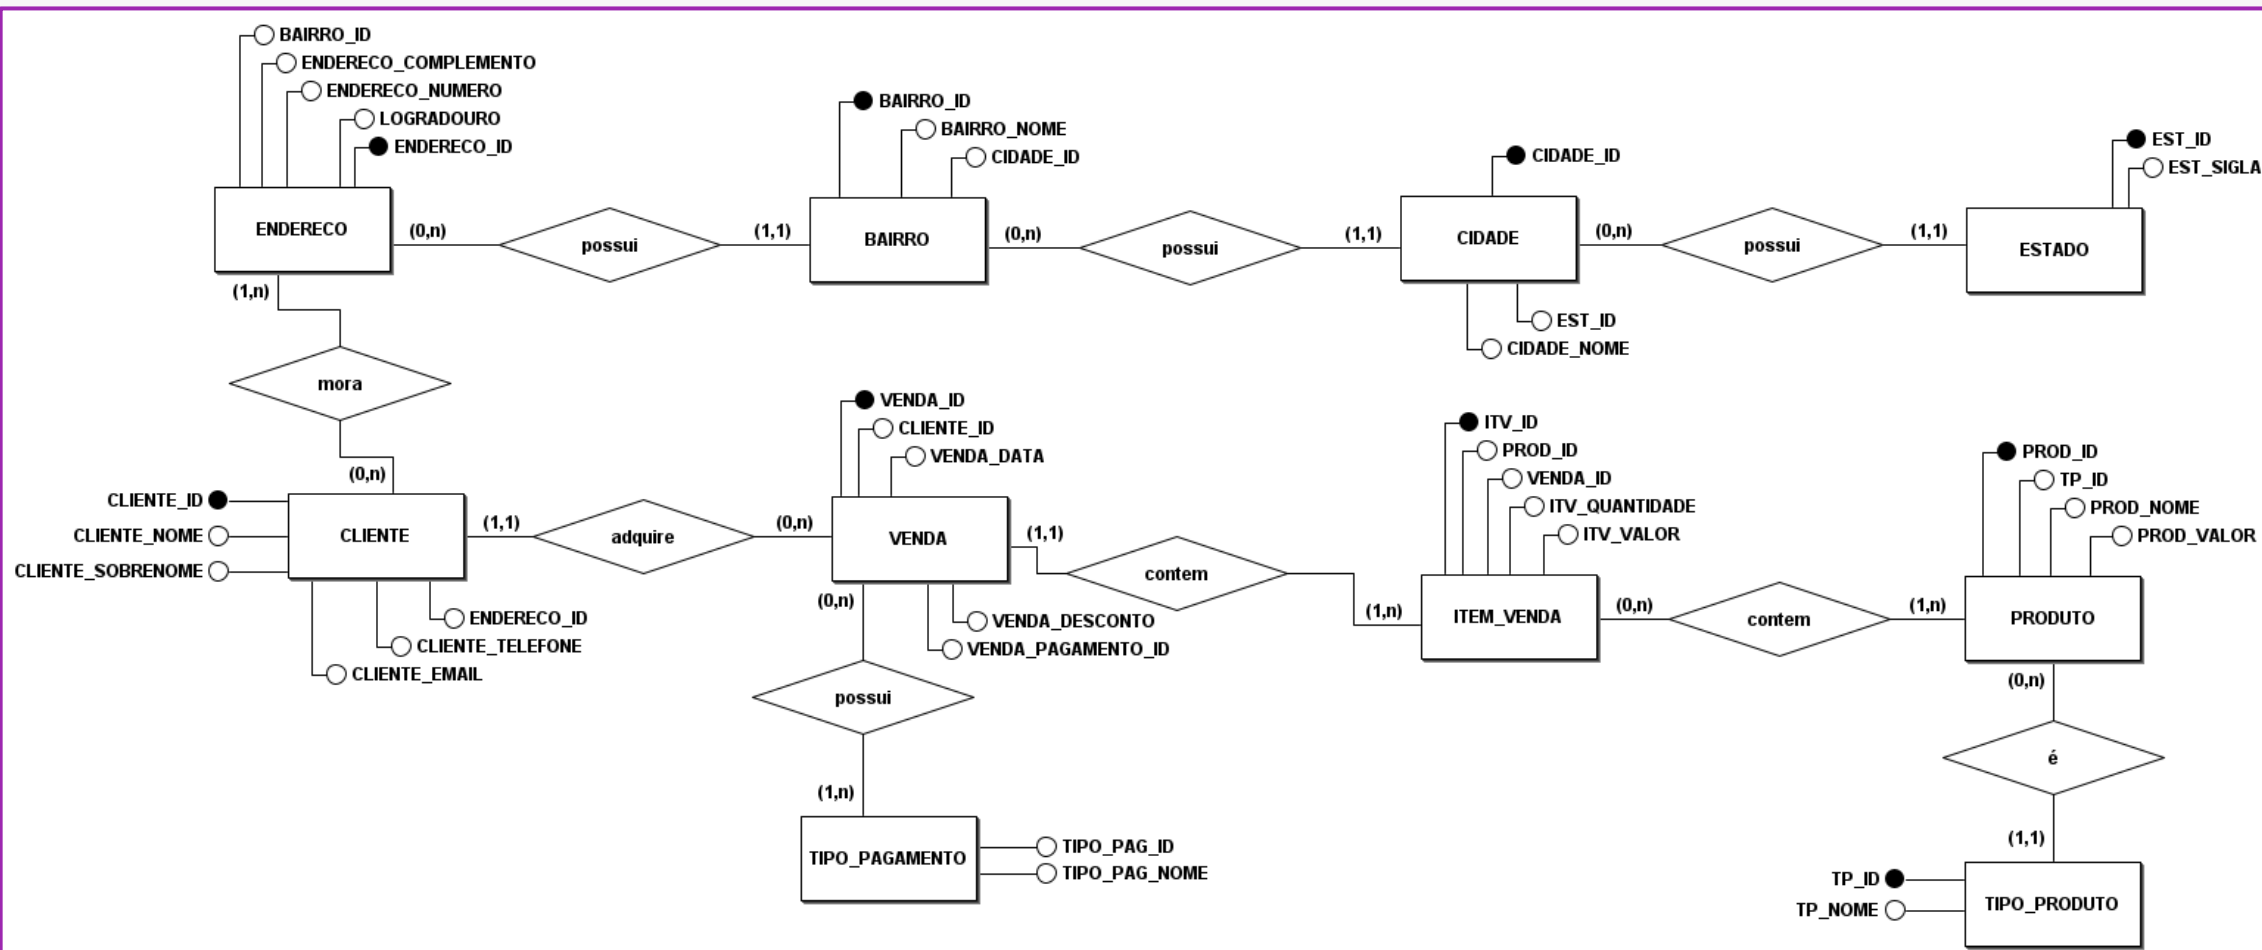 BAIRRO_ID
ENDERECO_COMPLEMENTO
ENDERECO_NUMERO
LOGRADOURO
ENDERECO_ID
ENDERECO
(0,n)
possui
(1,1)
BAIRRO_ID
BAIRRO_NOME
CIDADE_ID
BAIRRO
(0,n)
possui
(1,1)
CIDADE_ID
CIDADE
EST_ID
CIDADE_NOME
(0,n)
possui
(1,1)
EST_ID
EST_SIGLA
ESTADO
(1,n)
mora
(0,n)
CLIENTE_ID
CLIENTE_NOME
CLIENTE_SOBRENOME
CLIENTE
ENDERECO_ID
CLIENTE_TELEFONE
CLIENTE_EMAIL
(1,1)
adquire
(0,n)
VENDA_ID
CLIENTE_ID
VENDA_DATA
VENDA
VENDA_DESCONTO
VENDA_PAGAMENTO_ID
(1,1)
contem
(1,n)
ITV_ID
PROD_ID
VENDA_ID
ITV_QUANTIDADE
ITV_VALOR
ITEM_VENDA
(0,n)
contem
(1,n)
PROD_ID
TP_ID
PROD_NOME
PROD_VALOR
PRODUTO
(0,n)
possui
(1,n)
TIPO_PAGAMENTO
TIPO_PAG_ID
TIPO_PAG_NOME
(0,n)
é
(1,1)
TP_ID
TP_NOME
TIPO_PRODUTO